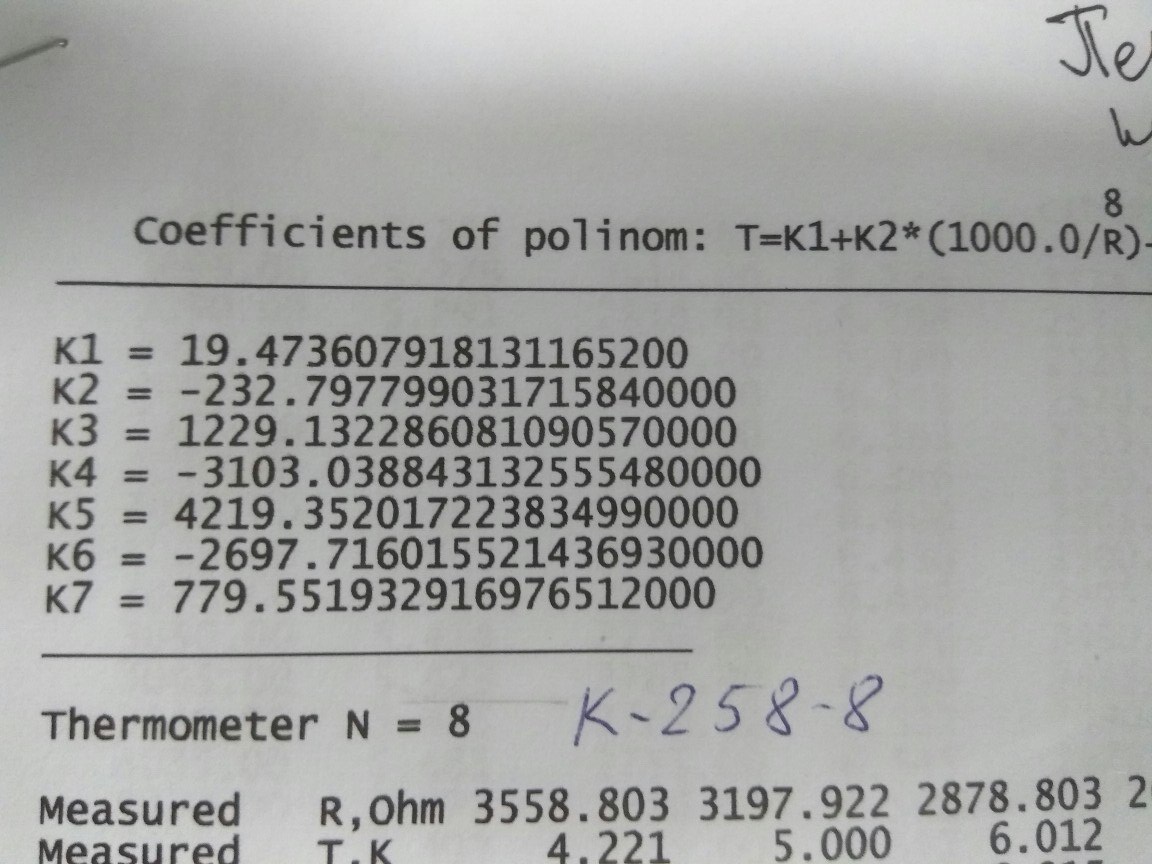 8
Coefficients of polinom: T=K1+K2*(1000.0/R)-
K1 = 19.473607918131165200
K2 = -232.797799031715840000
K3 = 1229.132286081090570000
K4 = -3103.038843132555480000
K5 = 4219.352017223834990000
K6 = -2697.716015521436930000
K7 = 779.551932916976512000
Thermometer N = 8 K-258-8
Measured R,Ohm 3558.803 3197.922 2878.803
Measured T,K 4.221 5.000 6.012